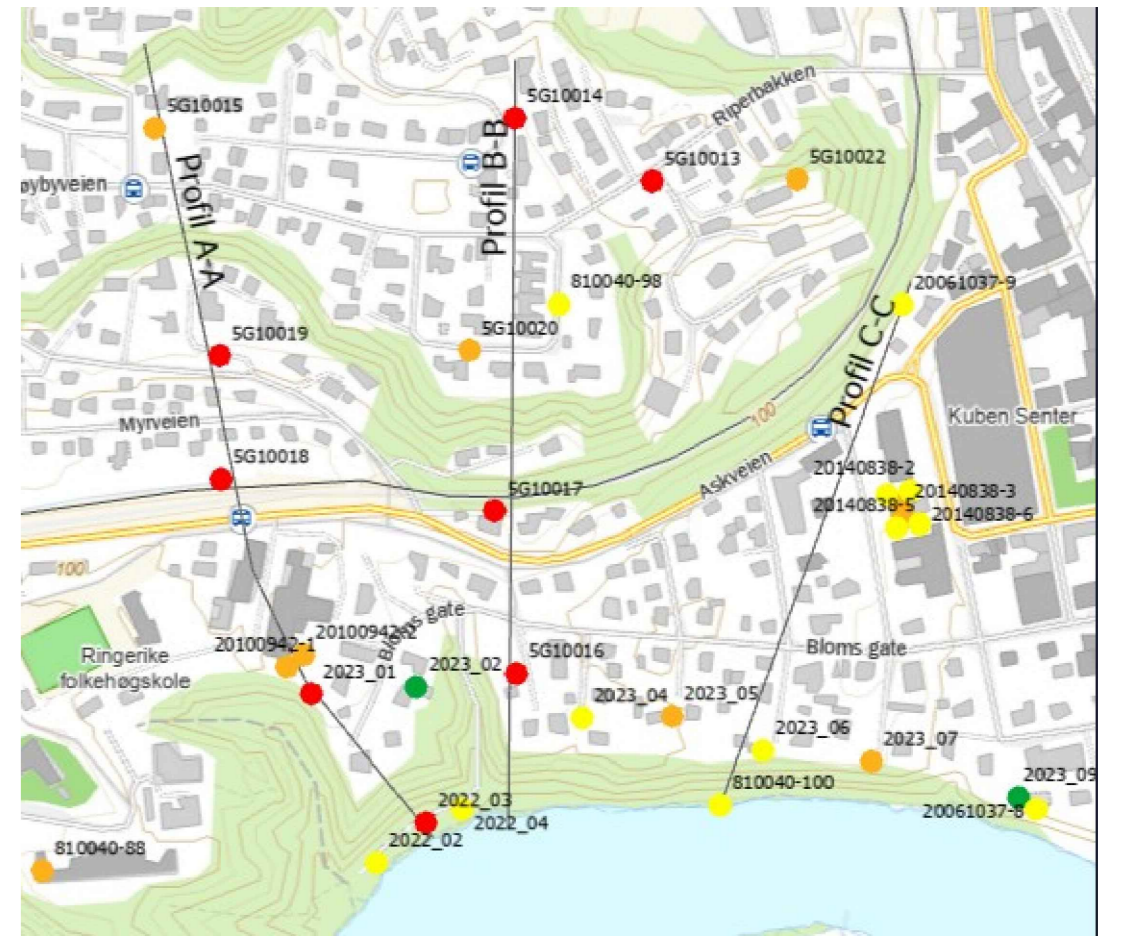 5G10014
Riperbakken
5G10015
Profil A-A
Profil B-B
5G10013
5G10022
øybyveien
810040-98
20061037-9
5G10020
5G10019
Profil C-C
100
Kuben Senter
Myrveien
5G10018
Askveien
20140838-2
5G10017
20140838-3
20140838-5
20140838-6
100
Bloms gate
20100942-2
20100942-1
Ringerike
folkehøgskole
2023_01
2023_02
5G10016
Bloms gate
2023_04
2023_05
2023_06
2023_07
2023_09
810040-100
2022_03
20061037-8
2022_04
2022_02
810040-88